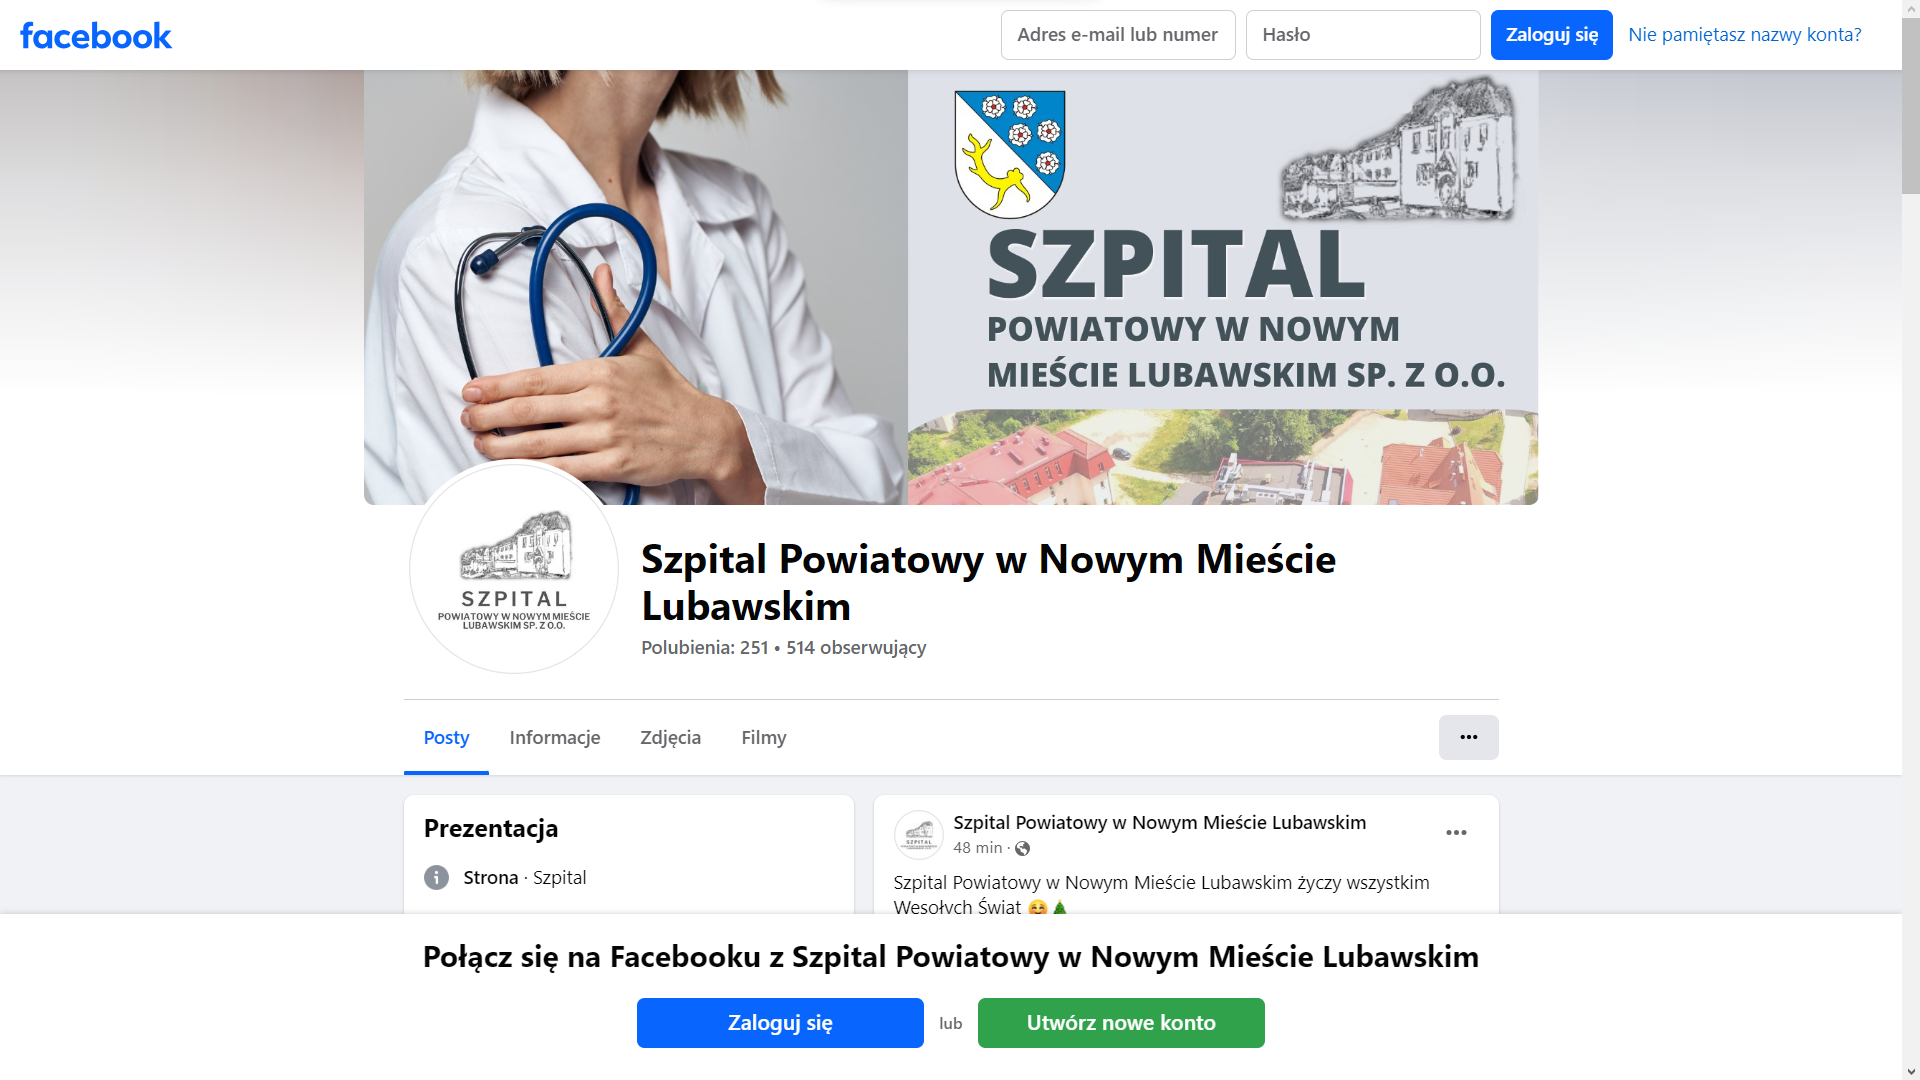 facebook
Adres e-mail lub numer
Hasło
Zaloguj się
Nie pamiętasz nazwy konta?
SZPITAL
POWIATOWY W NOWYM
MIEŚCIE LUBAWSKIM SP. Z O.O.
SZPITAL
POWIATOWY W NOWYM MIEŚCIE
LUBAWSKIM SP. Z O.O.
Szpital Powiatowy w Nowym Mieście
Lubawskim
Polubienia: 251 • 514 obserwujący
Posty
Informacje
Zdjęcia
Filmy
Prezentacja
Strona · Szpital
Szpital Powiatowy w Nowym Mieście Lubawskim
48 min ·
Szpital Powiatowy w Nowym Mieście Lubawskim życzy wszystkim
Wesołych Świat 😊🎄
Połącz się na Facebooku z Szpital Powiatowy w Nowym Mieście Lubawskim
Zaloguj się
lub
Utwórz nowe konto